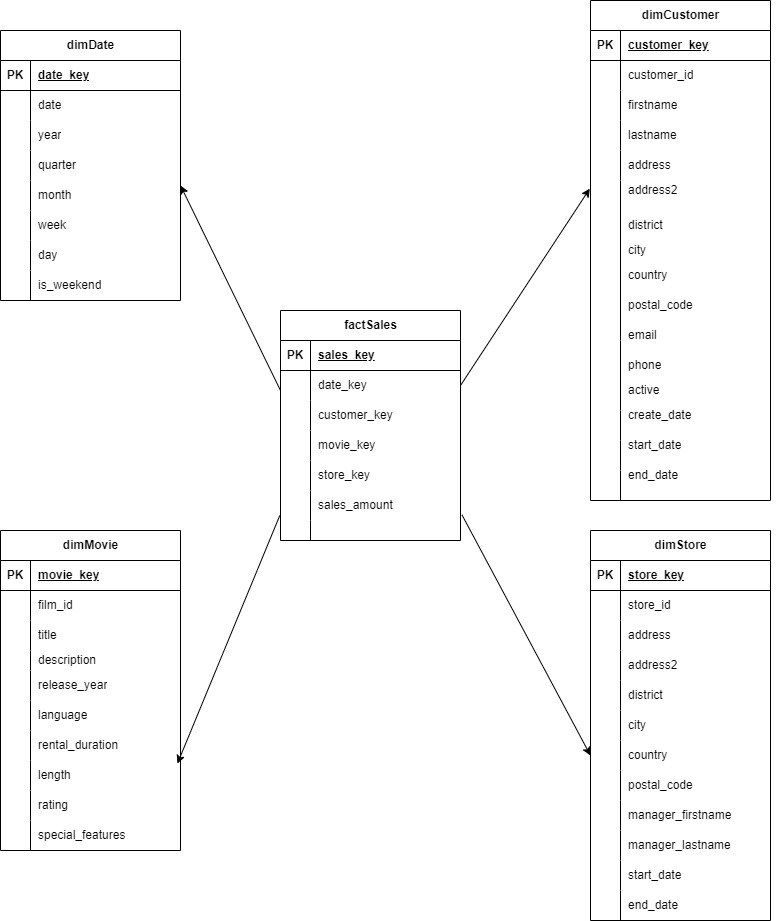 dimDate
PK date_key
date
year
quarter
month
week
day
is_weekend
dimCustomer
PK customer_key
customer_id
firstname
lastname
address
address2
district
city
country
postal_code
email
phone
active
create_date
start_date
end_date
factSales
PK sales_key
date_key
customer_key
movie_key
store_key
sales_amount
dimMovie
PK movie_key
film_id
title
description
release_year
language
rental_duration
length
rating
special_features
dimStore
PK store_key
store_id
address
address2
district
city
country
postal_code
manager_firstname
manager_lastname
start_date
end_date